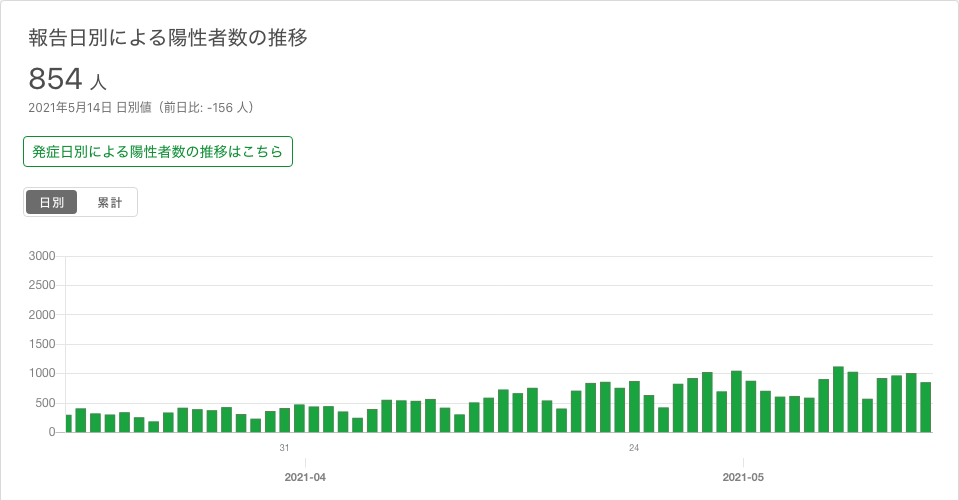 報告日別による陽性者数の推移
854 人
2021年5月14日 日別値（前日比: -156 人）
発症日別による陽性者数の推移はこちら
日別 累計
3000
2500
2000
1500
1000
500
0
31 24
2021-04 2021-05